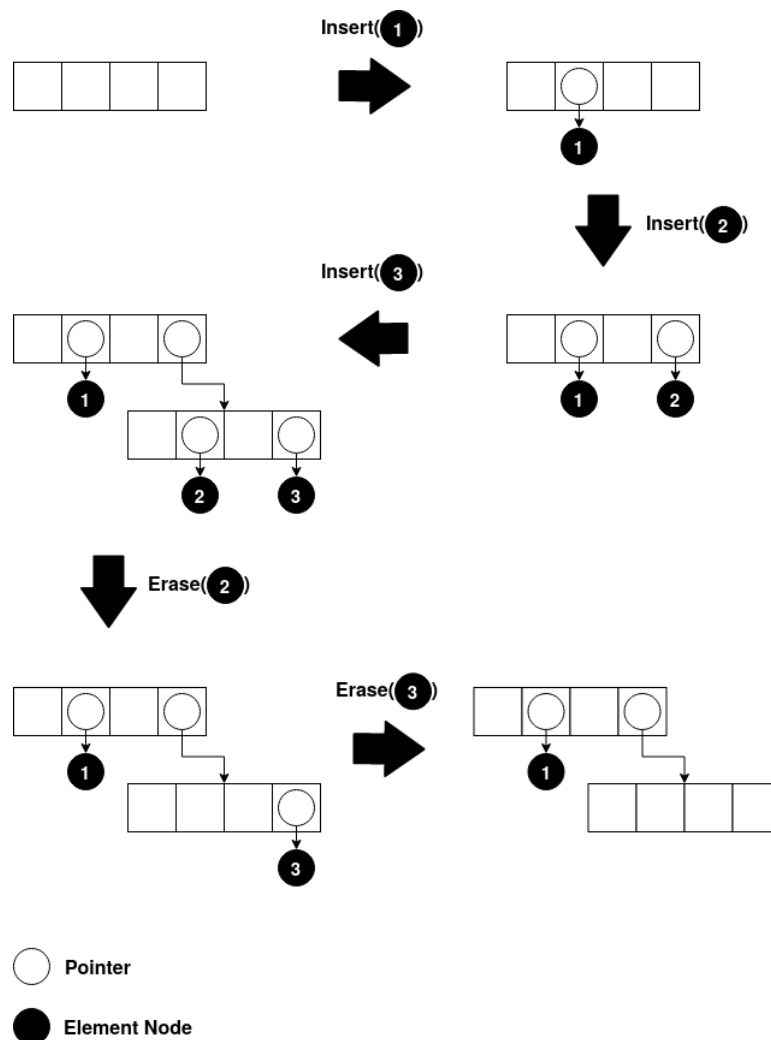 Insert(1)
1
Insert(2)
Insert(3)
1
1 2
2 3
Erase(2)
Erase(3)
1
1
3
Pointer
Element Node